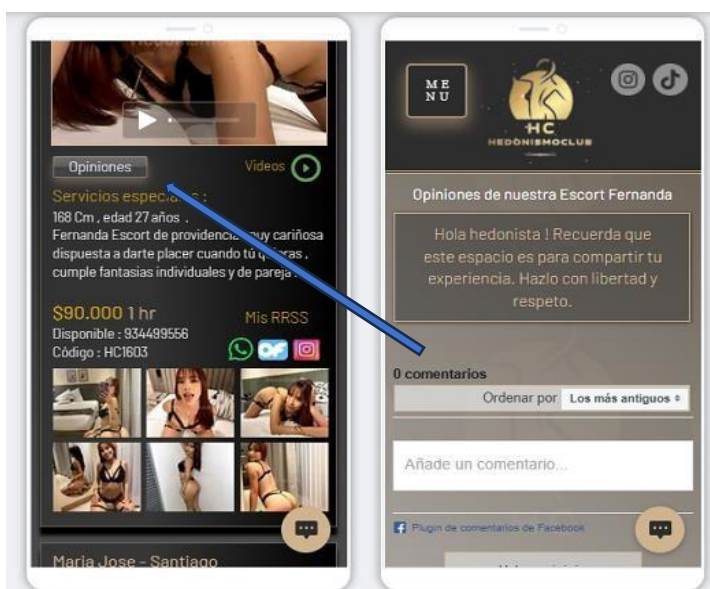 Opiniones
Videos
Servicios especiales :
168 Cm , edad 27 años .
Fernanda Escort de providencia muy cariñosa
dispuesta a darte placer cuando tú quieras ,
cumple fantasias individuales y de pareja .
$90.000 1 hr
Mis RRSS
Disponible : 934499556
Código : HC1603
Maria Jose - Santiago
ME
NU
HC
HEDONISMOCLUB
Opiniones de nuestra Escort Fernanda
Hola hedonista ! Recuerda que
este espacio es para compartir tu
experiencia. Hazlo con libertad y
respeto.
0 comentarios
Ordenar por Los más antiguos
Añade un comentario...
Plugin de comentarios de Facebook